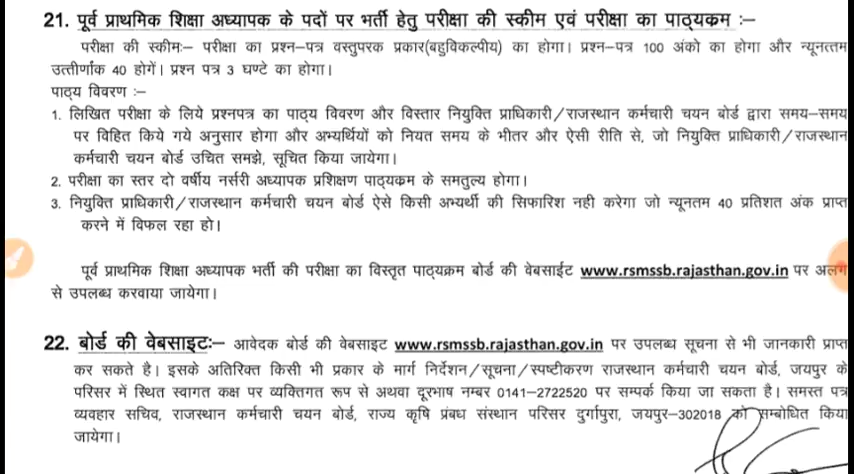 21. पूर्व प्राथमिक शिक्षा अध्यापक के पदों पर भर्ती हेतु परीक्षा की स्कीम एवं परीक्षा का पाठ्यक्रम :–
परीक्षा की स्कीमः– परीक्षा का प्रश्न–पत्र वस्तुपरक प्रकार(बहुविकल्पीय) का होगा। प्रश्न–पत्र 100 अंको का होगा और न्यूनत्तम
उत्तीर्णांक 40 होगें। प्रश्न पत्र 3 घण्टे का होगा।
पाठ्य विवरण :–
1. लिखित परीक्षा के लिये प्रश्नपत्र का पाठ्य विवरण और विस्तार नियुक्ति प्राधिकारी/राजस्थान कर्मचारी चयन बोर्ड द्वारा समय–समय
पर विहित किये गये अनुसार होगा और अभ्यर्थियों को नियत समय के भीतर और ऐसी रीति से, जो नियुक्ति प्राधिकारी/राजस्थान
कर्मचारी चयन बोर्ड उचित समझे, सूचित किया जायेगा।
2. परीक्षा का स्तर दो वर्षीय नर्सरी अध्यापक प्रशिक्षण पाठ्यक्रम के समतुल्य होगा।
3. नियुक्ति प्राधिकारी/राजस्थान कर्मचारी चयन बोर्ड ऐसे किसी अभ्यर्थी की सिफारिश नही करेगा जो न्यूनतम 40 प्रतिशत अंक प्राप्त
करने में विफल रहा हो।
पूर्व प्राथमिक शिक्षा अध्यापक भर्ती की परीक्षा का विस्तृत पाठ्यक्रम बोर्ड की वेबसाईट www.rsmssb.rajasthan.gov.in पर अलग
से उपलब्ध करवाया जायेगा।
22. बोर्ड की वेबसाइटः– आवेदक बोर्ड की वेबसाइट www.rsmssb.rajasthan.gov.in पर उपलब्ध सूचना से भी जानकारी प्राप्त
कर सकते है। इसके अतिरिक्त किसी भी प्रकार के मार्ग निर्देशन/सूचना/स्पष्टीकरण राजस्थान कर्मचारी चयन बोर्ड, जयपुर के
परिसर में स्थित स्वागत कक्ष पर व्यक्तिगत रूप से अथवा दूरभाष नम्बर 0141–2722520 पर सम्पर्क किया जा सकता है। समस्त पत्र
व्यवहार सचिव, राजस्थान कर्मचारी चयन बोर्ड, राज्य कृषि प्रंबध संस्थान परिसर दुर्गापुरा, जयपुर–302018 को सम्बोधित किया
जायेगा।